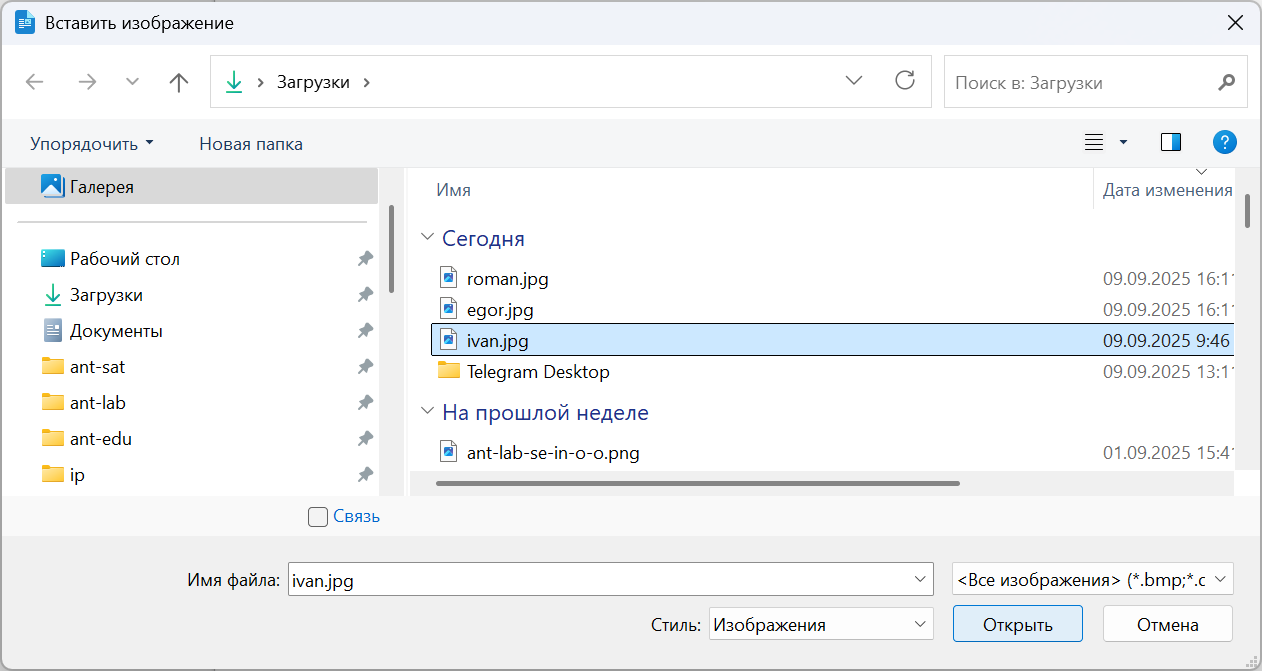 Вставить изображение
Загрузки
Поиск в: Загрузки
Упорядочить
Новая папка
Галерея
Рабочий стол
Загрузки
Документы
ant-sat
ant-lab
ant-edu
ip
Имя Дата изменения
Сегодня
roman.jpg 09.09.2025 16:11
egor.jpg 09.09.2025 16:11
ivan.jpg 09.09.2025 9:46
Telegram Desktop 09.09.2025 13:11
На прошлой неделе
ant-lab-se-in-o-o.png 01.09.2025 15:4
Связь
Имя файла: ivan.jpg <Все изображения> (*.bmp;*.c
Стиль: Изображения Открыть Отмена